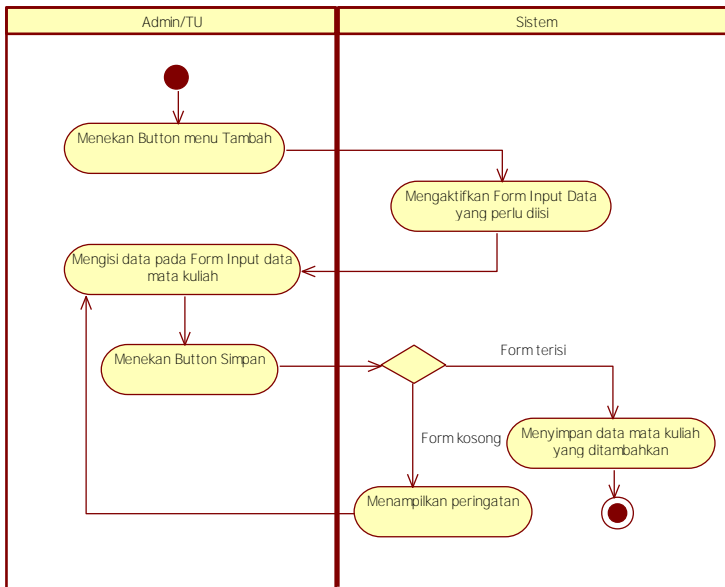 Admin/TU
Sistem
Menekan Button menu Tambah
Mengaktifkan Form Input Data
yang perlu diisi
Mengisi data pada Form Input data
mata kuliah
Menekan Button Simpan
Form terisi
Form kosong
Menyimpan data mata kuliah
yang ditambahkan
Menampilkan peringatan